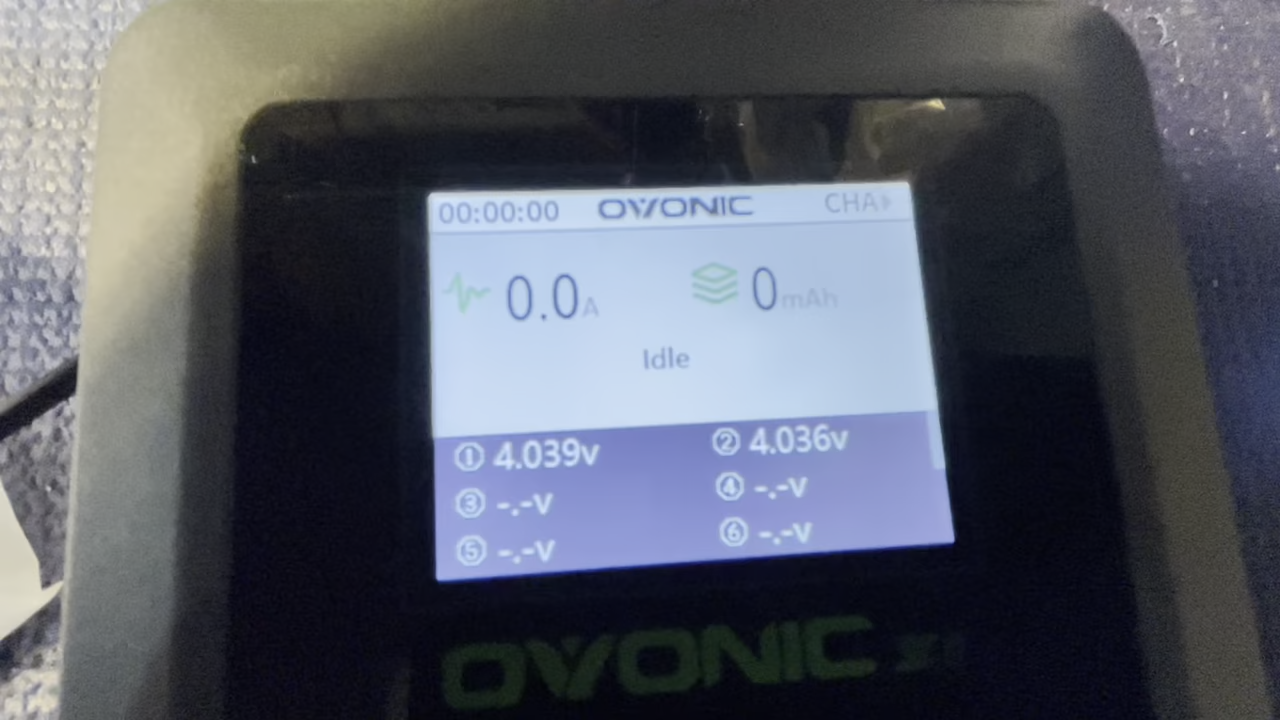 00:00:00 OVONIC CHA
0.0A 0mAh
Idle
① 4.039v ② 4.036v
③ -.-v ④ -.-v
⑤ -.-v ⑥ -.-v
OVONIC